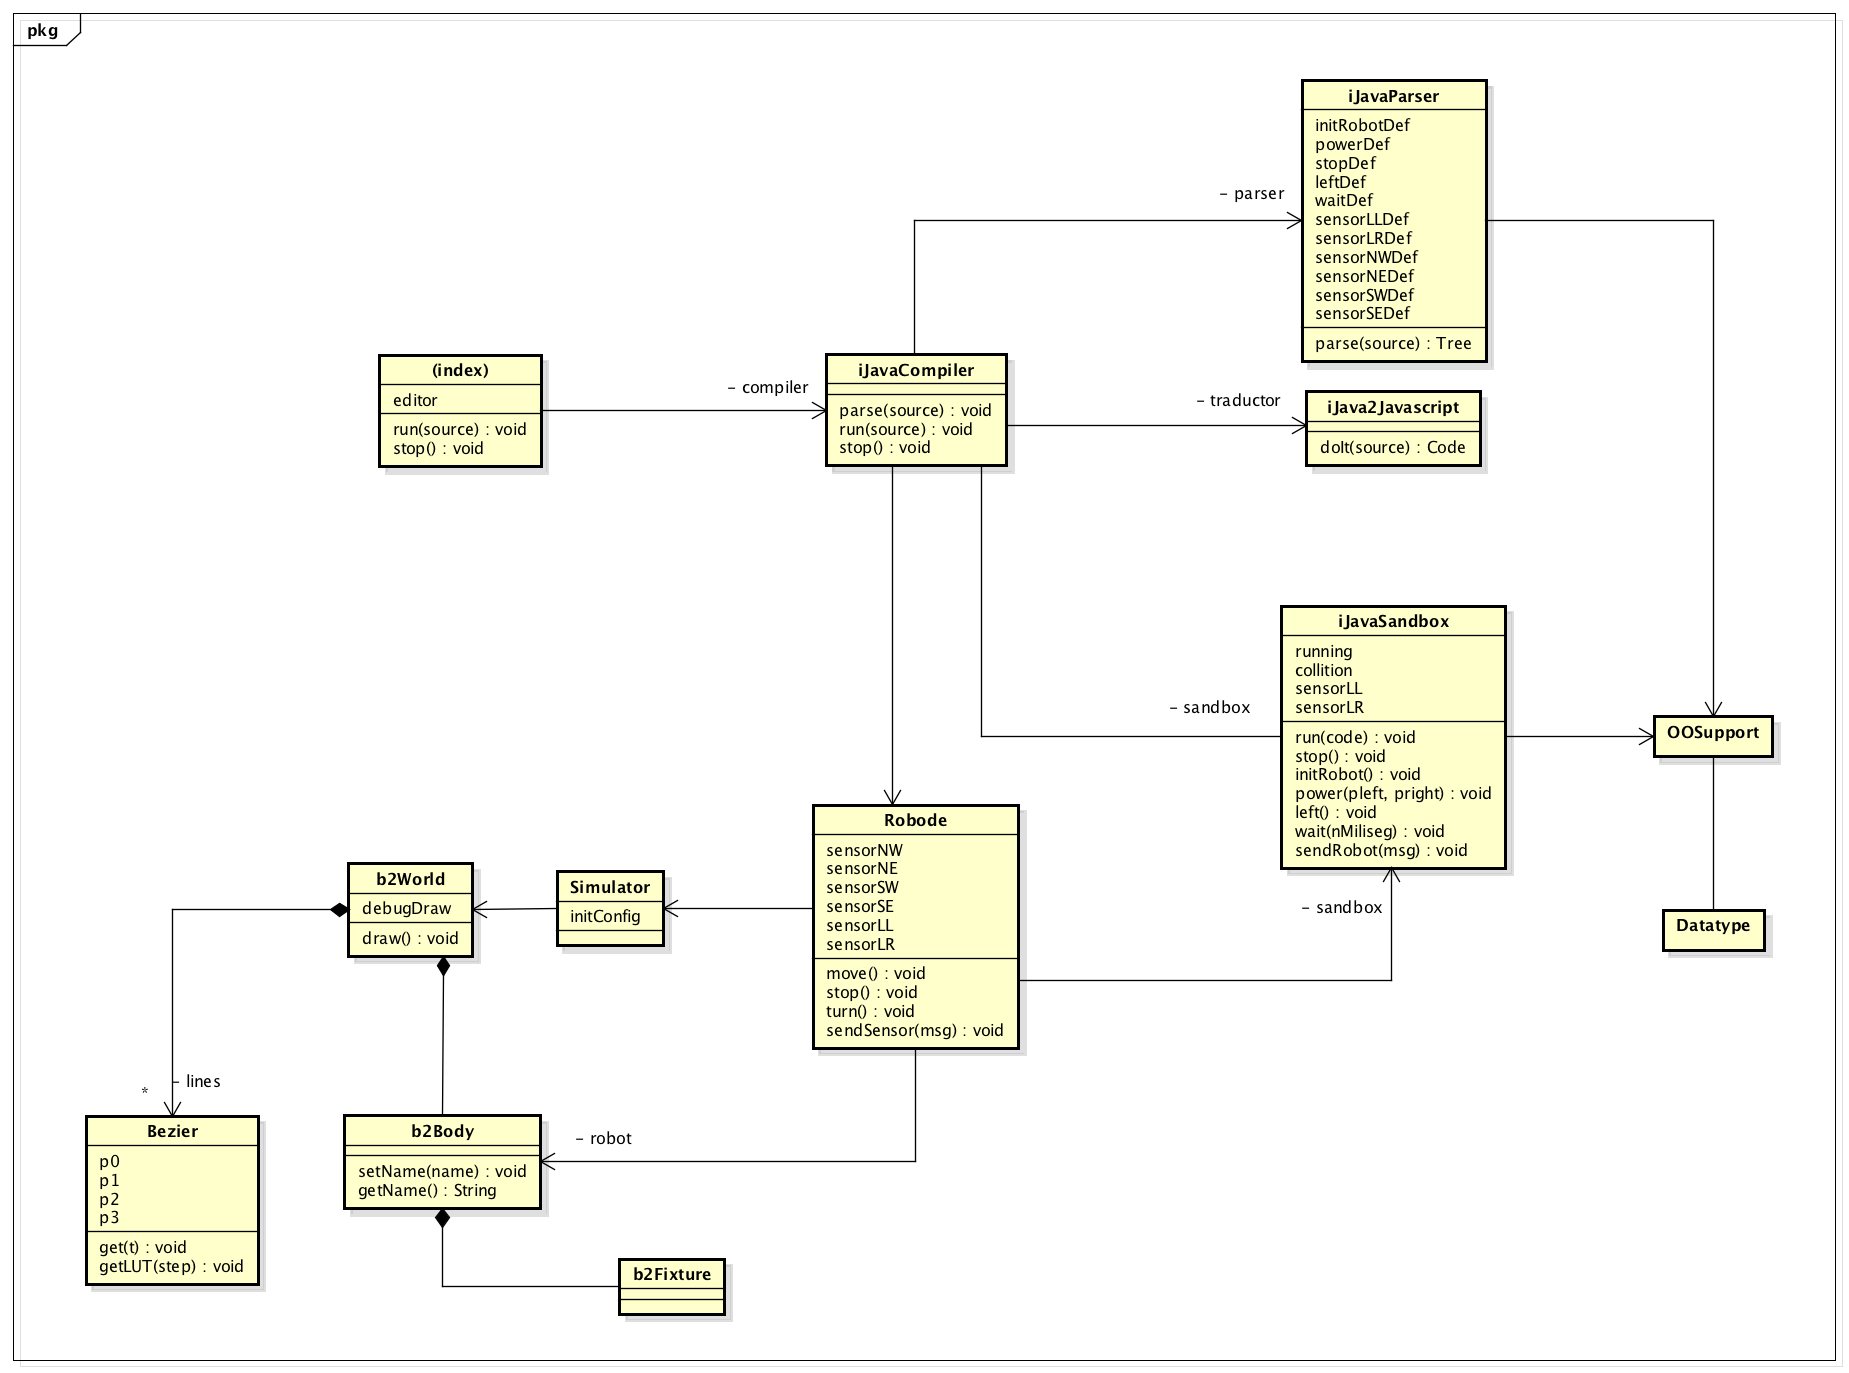 pkg
iJavaParser
initRobotDef
powerDef
stopDef
leftDef
waitDef
sensorLLDef
sensorLRDef
sensorNWDef
sensorNEDef
sensorSWDef
sensorSEDef
parse(source) : Tree
- parser
(index)
editor
run(source) : void
stop() : void
- compiler
iJavaCompiler
parse(source) : void
run(source) : void
stop() : void
- traductor
iJava2Javascript
doIt(source) : Code
iJavaSandbox
running
collition
sensorLL
sensorLR
run(code) : void
stop() : void
initRobot() : void
power(pleft, pright) : void
left() : void
wait(nMiliseg) : void
sendRobot(msg) : void
- sandbox
OOSupport
Datatype
- sandbox
Robode
sensorNW
sensorNE
sensorSW
sensorSE
sensorLL
sensorLR
move() : void
stop() : void
turn() : void
sendSensor(msg) : void
Simulator
initConfig
b2World
debugDraw
draw() : void
- lines
*
Bezier
p0
p1
p2
p3
get(t) : void
getLUT(step) : void
b2Body
setName(name) : void
getName() : String
- robot
b2Fixture